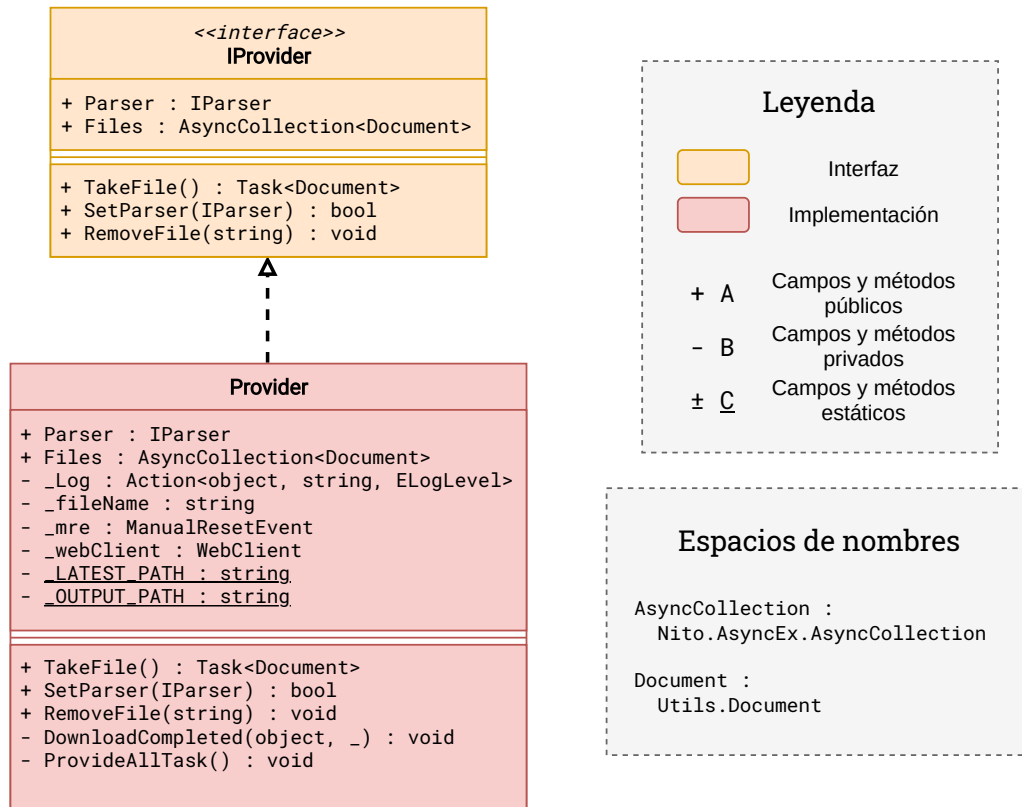 <<interface>>
IProvider
+ Parser : IParser
+ Files : AsyncCollection<Document>
+ TakeFile() : Task<Document>
+ SetParser(IParser) : bool
+ RemoveFile(string) : void
Provider
+ Parser : IParser
+ Files : AsyncCollection<Document>
- _Log : Action<object, string, ELogLevel>
- _fileName : string
- _mre : ManualResetEvent
- _webClient : WebClient
- _LATEST_PATH : string
- _OUTPUT_PATH : string
+ TakeFile() : Task<Document>
+ SetParser(IParser) : bool
+ RemoveFile(string) : void
- DownloadCompleted(object, _) : void
- ProvideAllTask() : void
Leyenda
Interfaz
Implementación
+ A
Campos y métodos
públicos
- B
Campos y métodos
privados
± C
Campos y métodos
estáticos
Espacios de nombres
AsyncCollection :
Nito.AsyncEx.AsyncCollection
Document :
Utils.Document